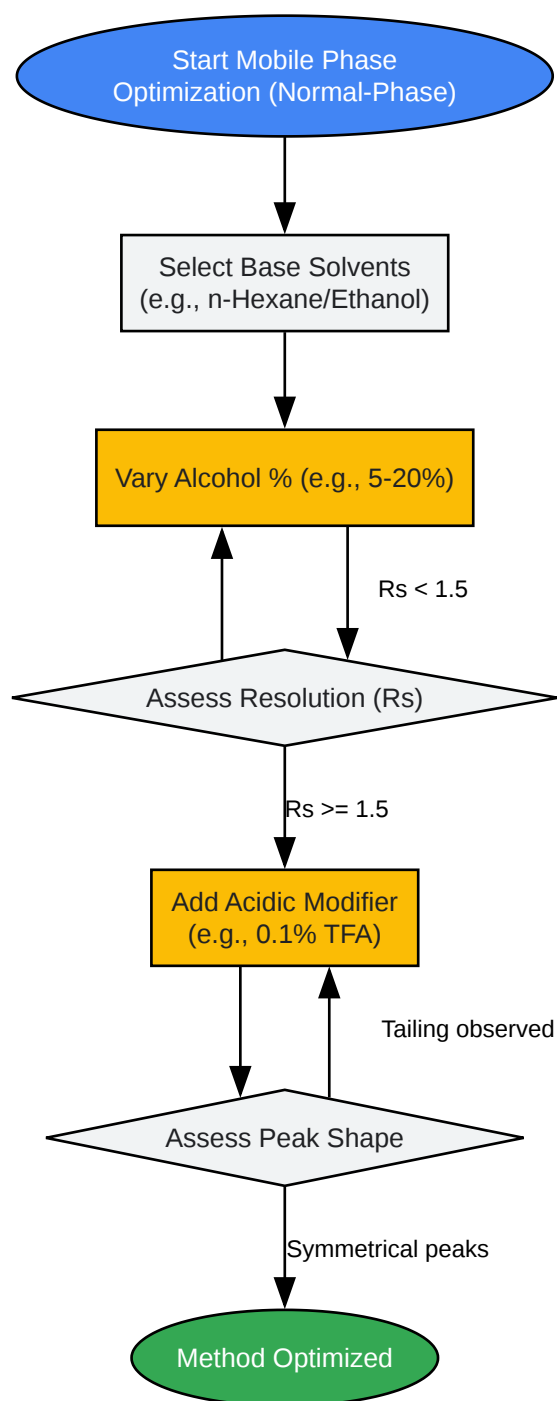 Start Mobile Phase
Optimization (Normal-Phase)
Select Base Solvents
(e.g., n-Hexane/Ethanol)
Vary Alcohol % (e.g., 5-20%)
Rs < 1.5
Assess Resolution (Rs)
Rs >= 1.5
Add Acidic Modifier
(e.g., 0.1% TFA)
Tailing observed
Assess Peak Shape
Symmetrical peaks
Method Optimized